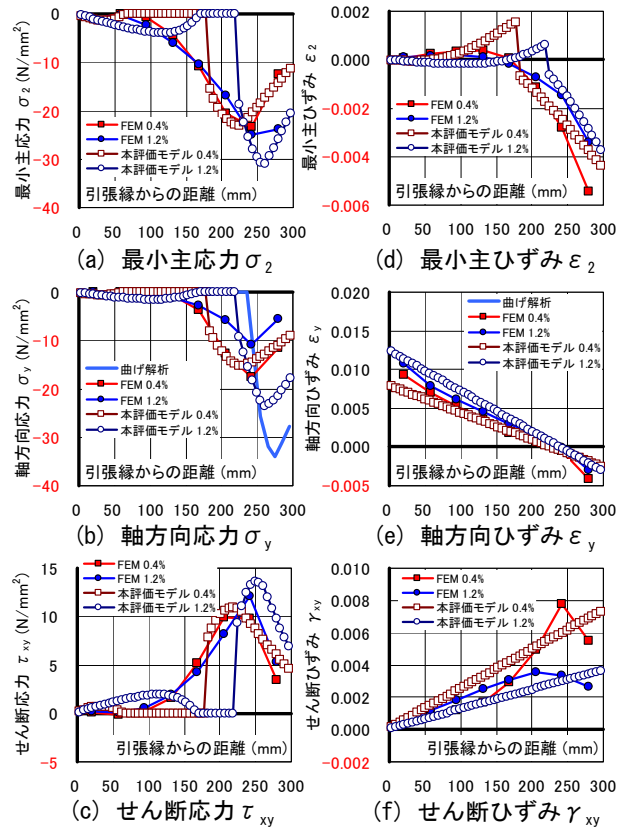 最小主応力 σ2 (N/mm²)
0
-10
-20
-30
-40
FEM 0.4%
FEM 1.2%
本評価モデル 0.4%
本評価モデル 1.2%
引張縁からの距離 (mm)
0 50 100 150 200 250 300
(a) 最小主応力σ2
最小主ひずみ ε2
0.002
0.000
-0.002
-0.004
-0.006
FEM 0.4%
FEM 1.2%
本評価モデル 0.4%
本評価モデル 1.2%
引張縁からの距離 (mm)
0 50 100 150 200 250 300
(d) 最小主ひずみε2
軸方向応力 σy (N/mm²)
0
-10
-20
-30
-40
曲げ解析
FEM 0.4%
FEM 1.2%
本評価モデル 0.4%
本評価モデル 1.2%
引張縁からの距離 (mm)
0 50 100 150 200 250 300
(b) 軸方向応力σy
軸方向ひずみ εy
0.020
0.015
0.010
0.005
0.000
-0.005
曲げ解析
FEM 0.4%
FEM 1.2%
本評価モデル 0.4%
本評価モデル 1.2%
引張縁からの距離 (mm)
0 50 100 150 200 250 300
(e) 軸方向ひずみεy
せん断応力 τxy (N/mm²)
15
10
5
0
-5
FEM 0.4%
FEM 1.2%
本評価モデル 0.4%
本評価モデル 1.2%
引張縁からの距離 (mm)
0 50 100 150 200 250 300
(c) せん断応力τxy
せん断ひずみ γxy
0.010
0.008
0.006
0.004
0.002
0.000
-0.002
FEM 0.4%
FEM 1.2%
本評価モデル 0.4%
本評価モデル 1.2%
引張縁からの距離 (mm)
0 50 100 150 200 250 300
(f) せん断ひずみγxy